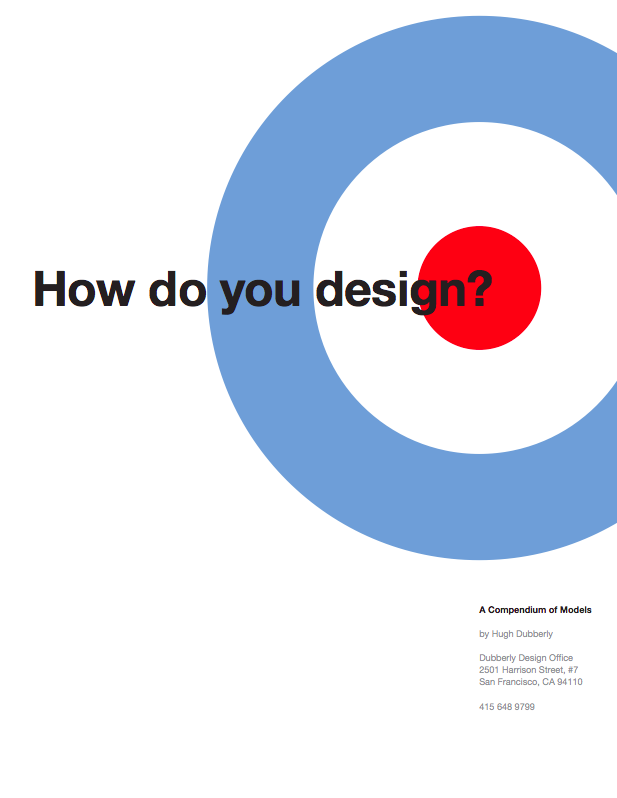 How do you design?
A Compendium of Models
by Hugh Dubberly
Dubberly Design Office
2501 Harrison Street, #7
San Francisco, CA 94110
415 648 9799